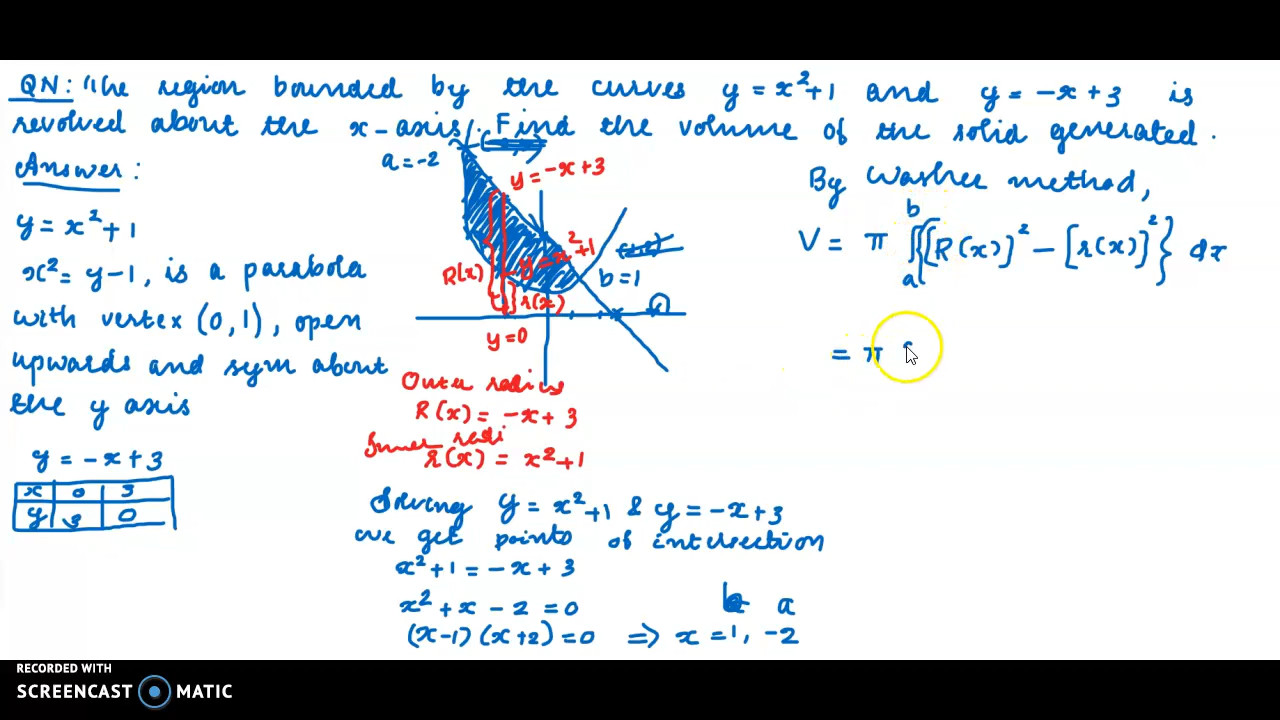 QN: The region bounded by the curves y = x²+1 and y = -x+3 is
revolved about the x-axis. Find the volume of the solid generated.
Answer:
y = x²+1
x² = y-1, is a parabola
with vertex (0,1), open
upwards and sym about
the y axis
y = -x+3
x 0 3
y 3 0
a = -2
y = -x+3
y = x²+1
R(x)
r(x)
b = 1
y = 0
Outer radius
R(x) = -x+3
Inner radi
r(x) = x²+1
Solving y = x²+1 & y = -x+3
we get points of intersection
x²+1 = -x+3
x²+x-2 = 0
b a
(x-1)(x+2) = 0 ⇒ x = 1, -2
By Washer method,
V = π ∫ₐᵇ {[R(x)]² - [r(x)]²} dx
= π
RECORDED WITH
SCREENCAST MATIC